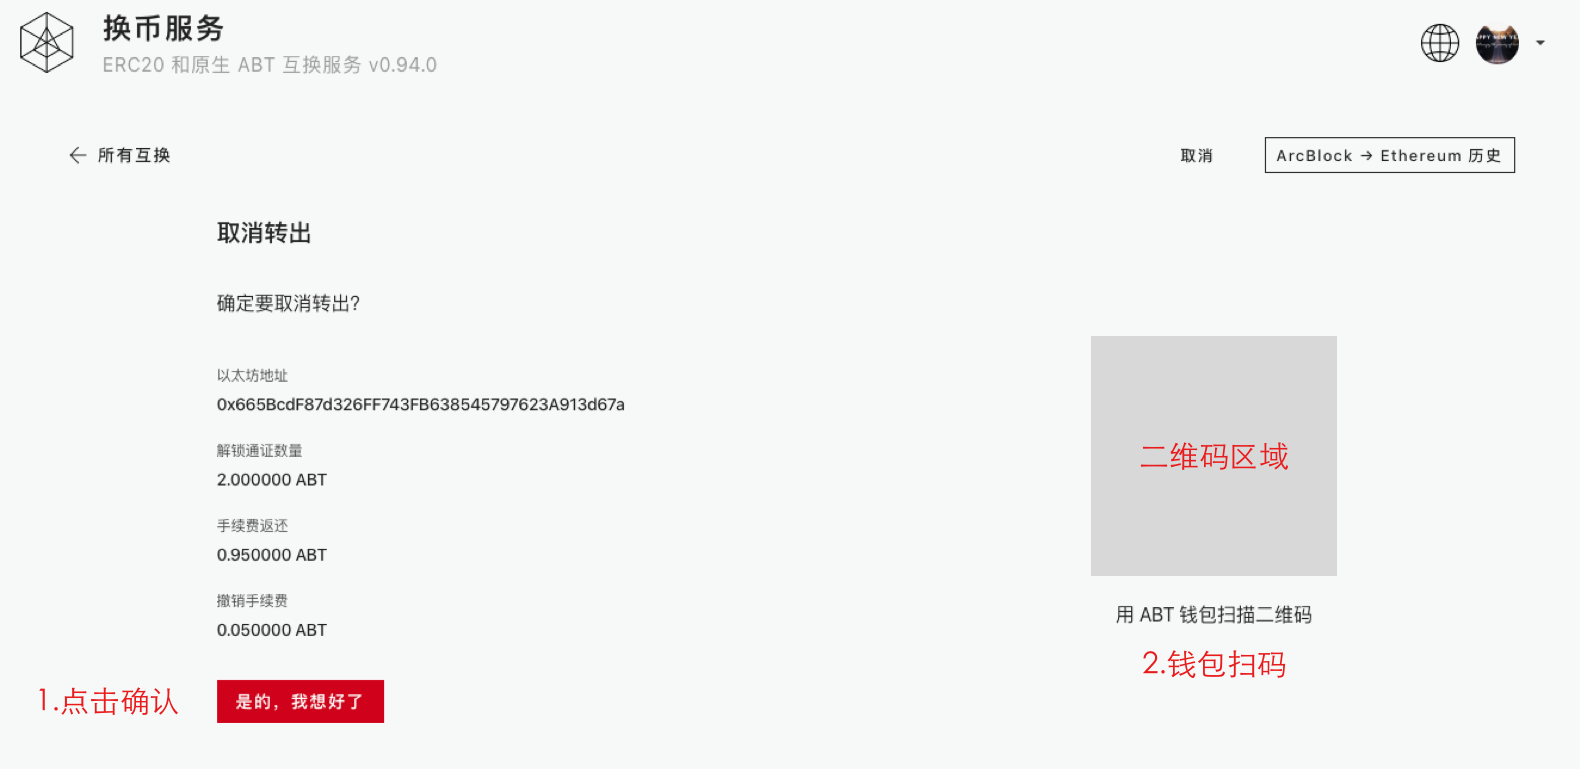 换币服务
ERC20 和原生 ABT 互换服务 v0.94.0
← 所有互换
取消
ArcBlock → Ethereum 历史
取消转出
确定要取消转出?
以太坊地址
0x665BcdF87d326FF743FB638545797623A913d67a
解锁通证数量
2.000000 ABT
手续费返还
0.950000 ABT
撤销手续费
0.050000 ABT
1.点击确认
是的，我想好了
二维码区域
用 ABT 钱包扫描二维码
2.钱包扫码